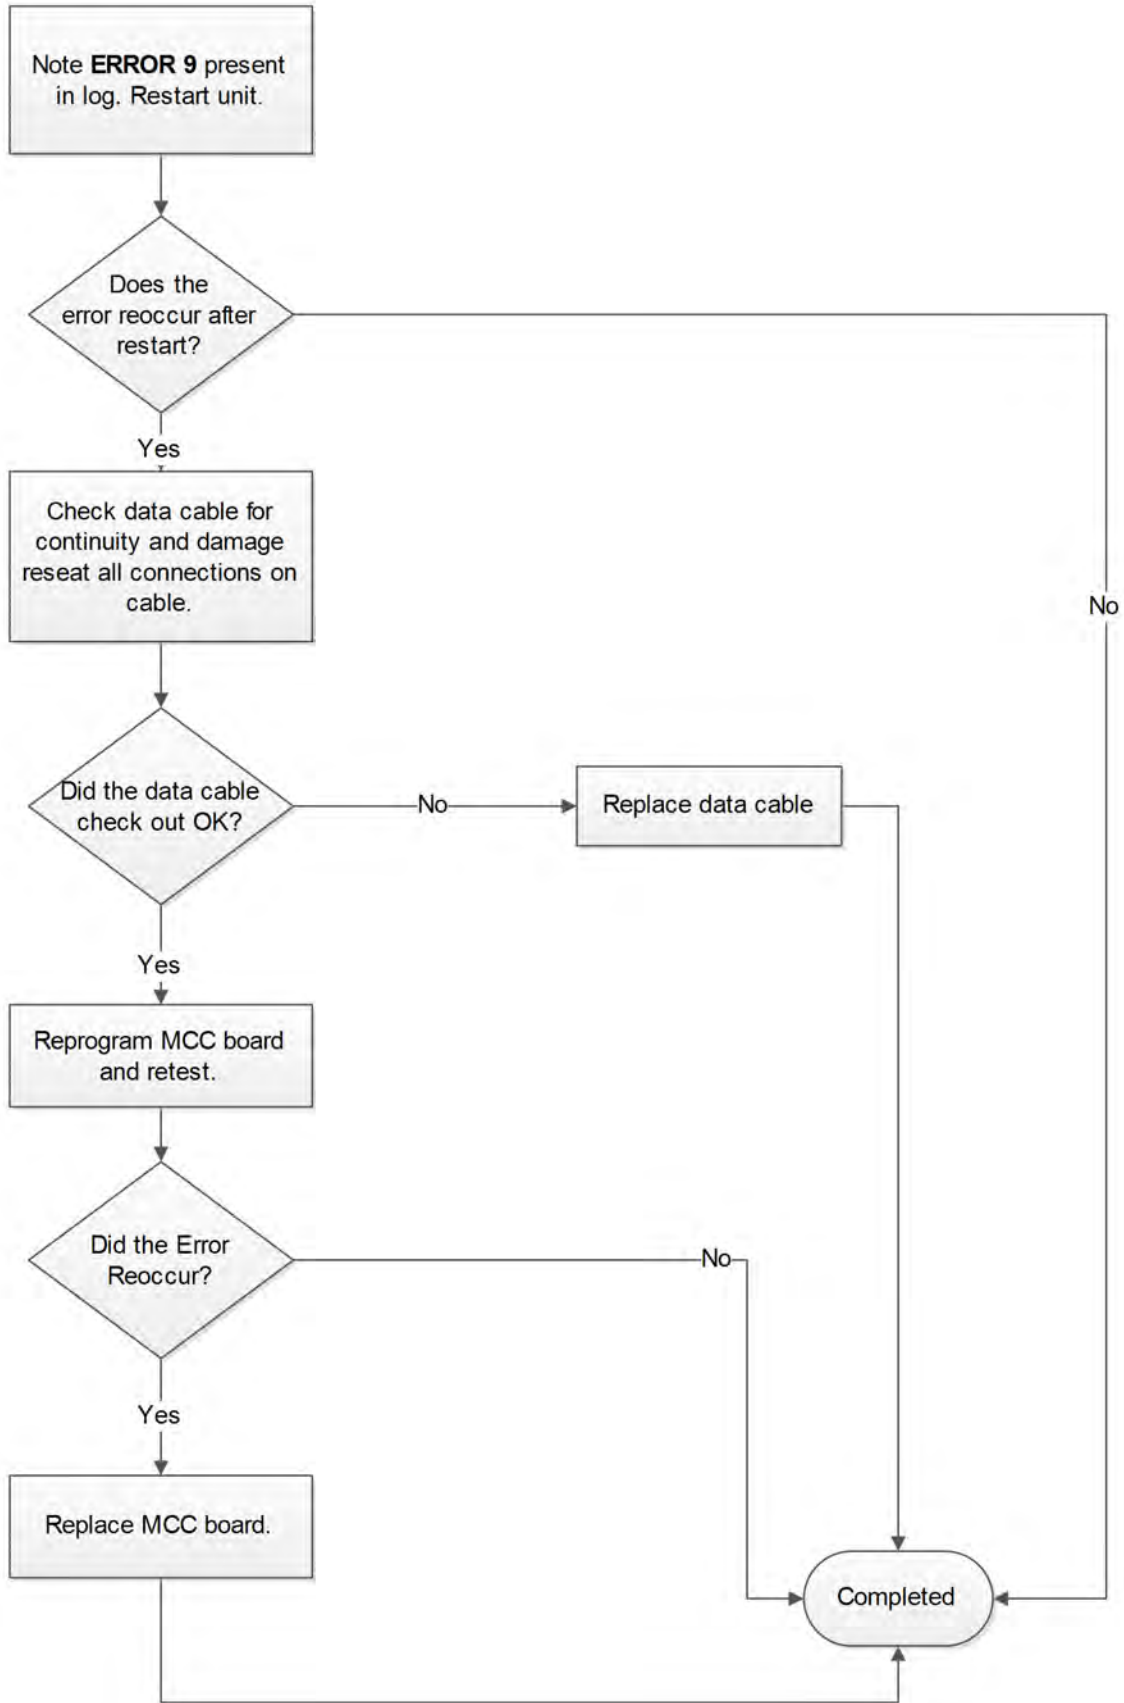 Note ERROR 9 present
in log. Restart unit.
Does the
error reoccur after
restart?
Yes
Check data cable for
continuity and damage
reseat all connections on
cable.
No
Did the data cable
check out OK?
No
Replace data cable
Yes
Reprogram MCC board
and retest.
Did the Error
Reoccur?
No
Yes
Replace MCC board.
Completed